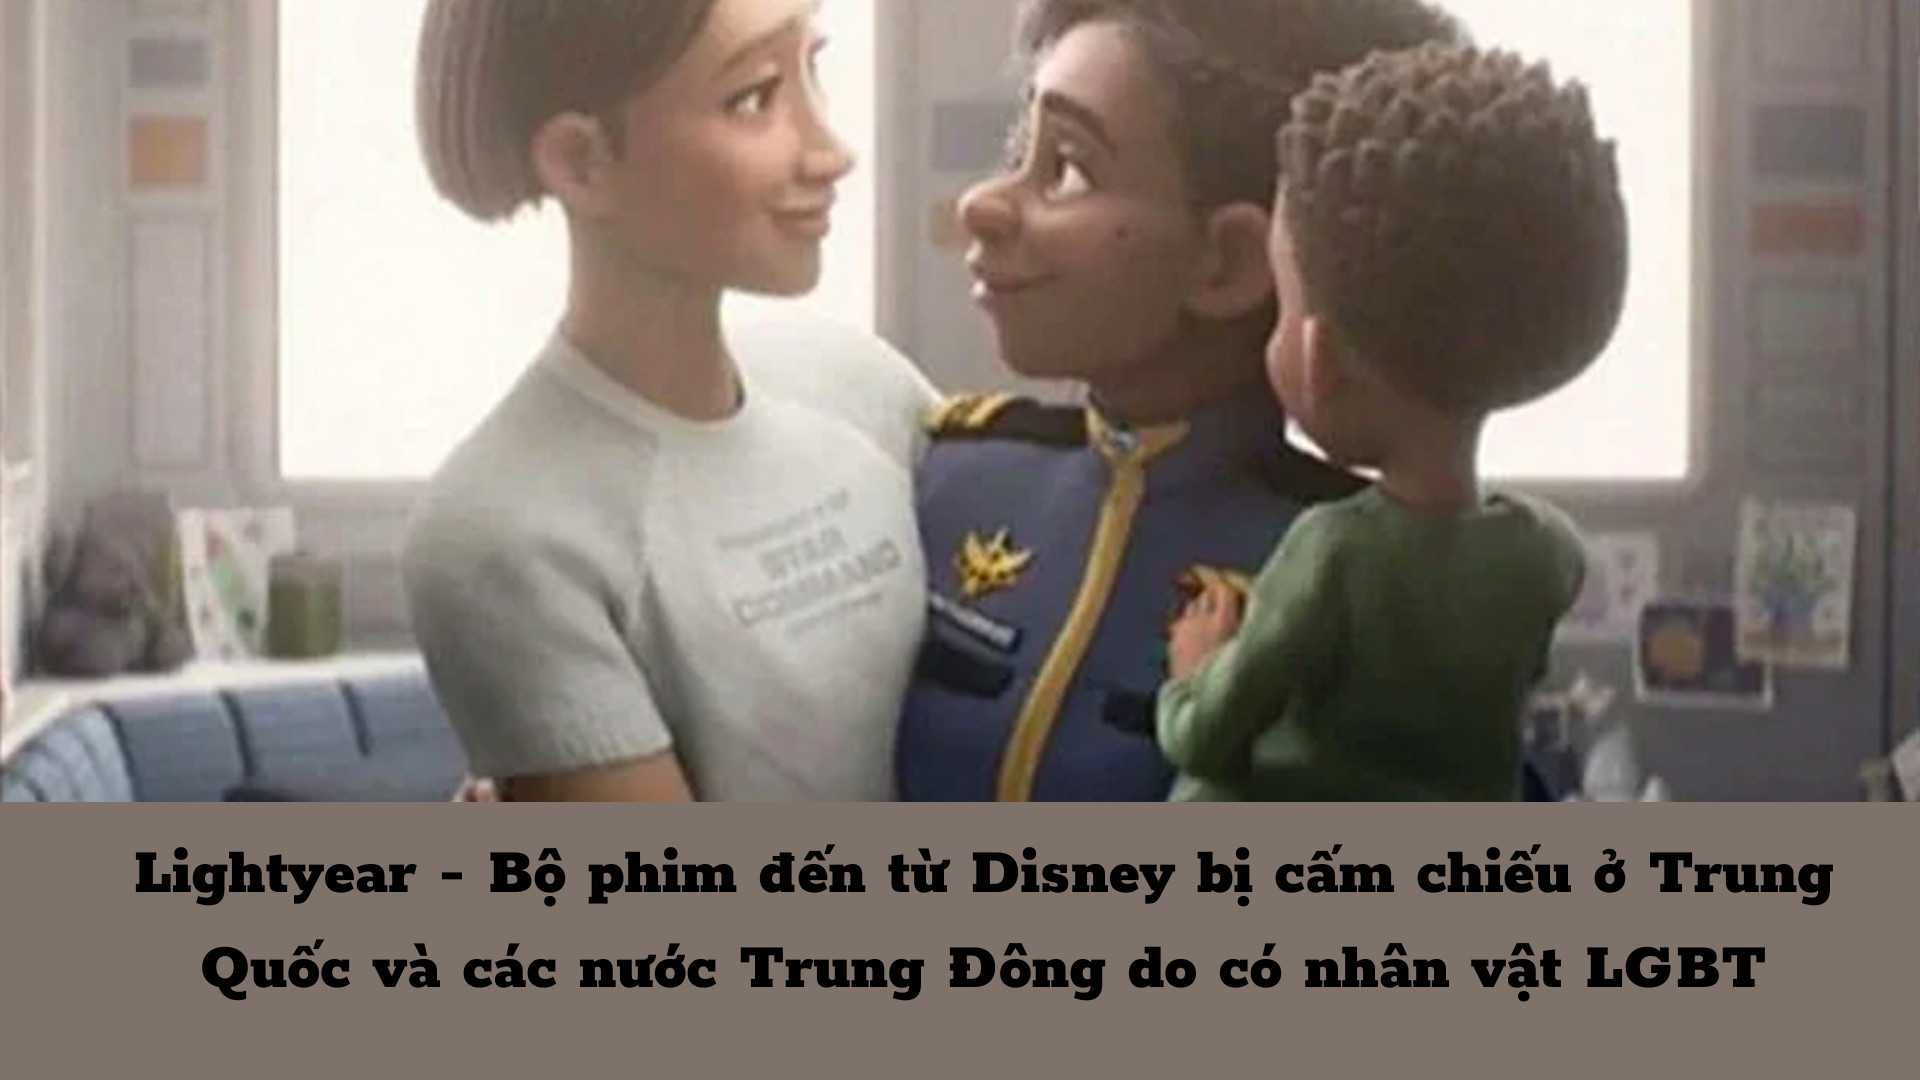 STAR
COMMAND
Lightyear - Bộ phim đến từ Disney bị cấm chiếu ở Trung
Quốc và các nước Trung Đông do có nhân vật LGBT